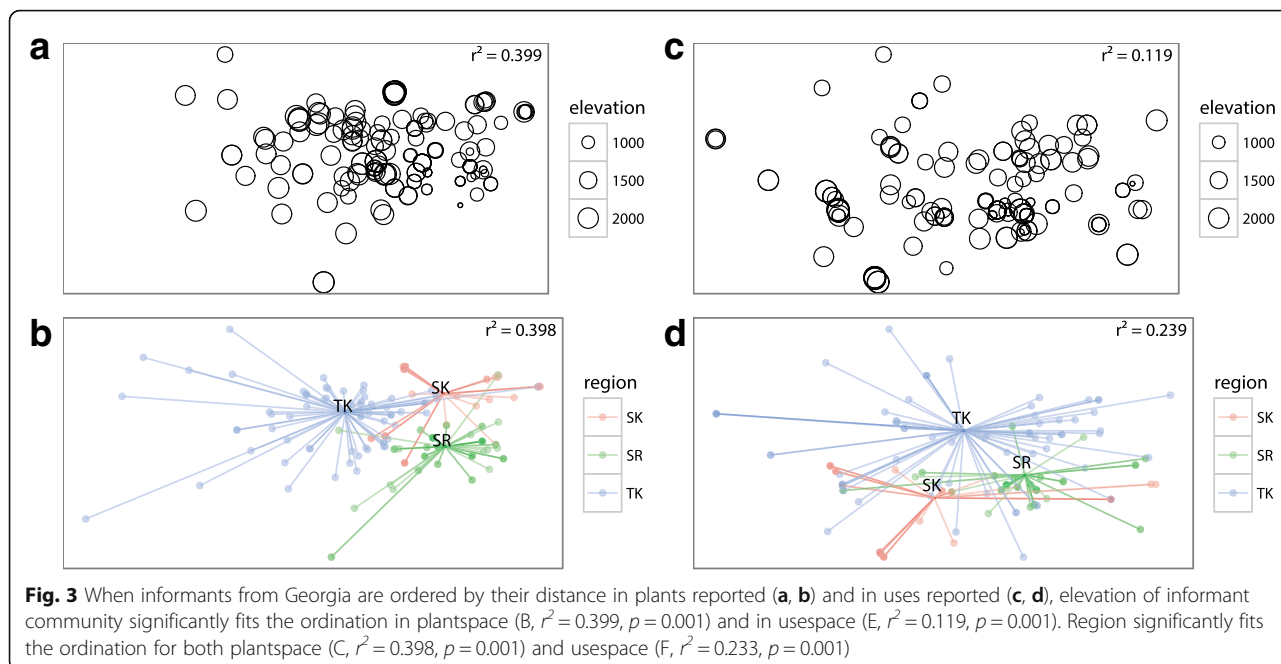 a
r² = 0.399
elevation
1000
1500
2000
c
r² = 0.119
elevation
1000
1500
2000
b
r² = 0.398
TK
SK
SR
region
SK
SR
TK
d
r² = 0.239
TK
SR
SK
region
SK
SR
TK
Fig. 3 When informants from Georgia are ordered by their distance in plants reported (a, b) and in uses reported (c, d), elevation of informant
community significantly fits the ordination in plantspace (B, r² = 0.399, p = 0.001) and in usespace (E, r² = 0.119, p = 0.001). Region significantly fits
the ordination for both plantspace (C, r² = 0.398, p = 0.001) and usespace (F, r² = 0.233, p = 0.001)